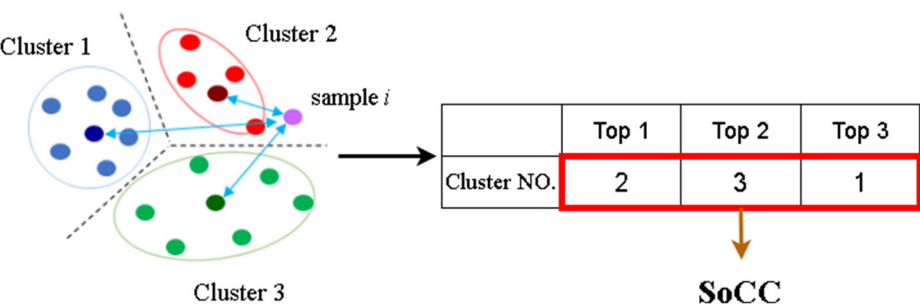 Cluster 1
Cluster 2
sample i
Cluster 3
Top 1 Top 2 Top 3
Cluster NO. 2 3 1
SoCC